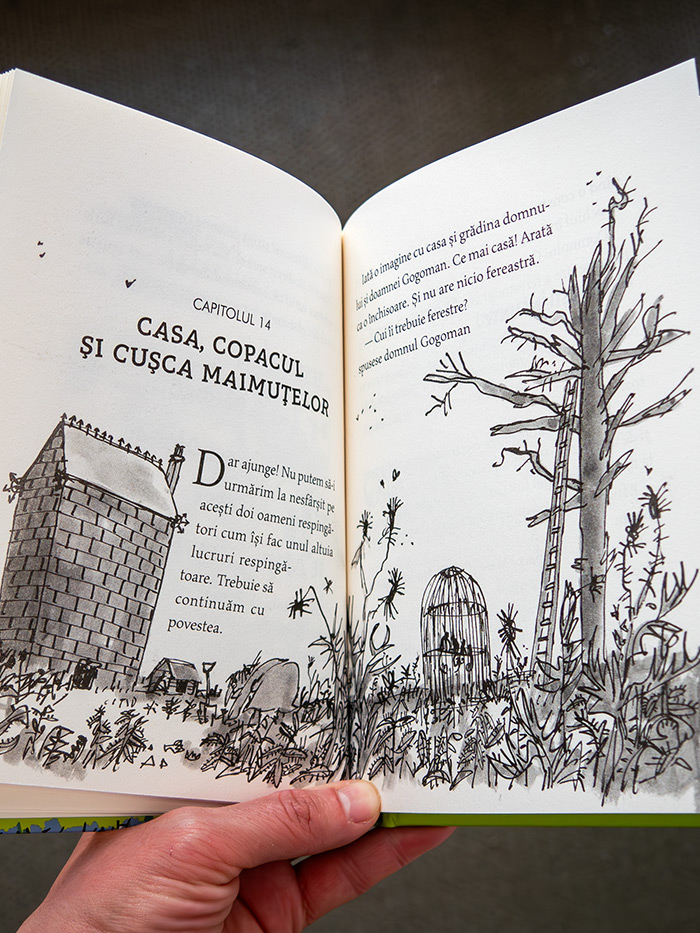 CAPITOLUL 14
CASA, COPACUL
ȘI CUȘCA MAIMUȚELOR
Dar ajunge! Nu putem să-i
urmărim la nesfârșit pe
acești doi oameni respingă-
tori cum își fac unul altuia
lucruri respingă-
toare. Trebuie să
continuăm cu
povestea.
Iată o imagine cu casa și grădina domnu-
lui și doamnei Gogoman. Ce mai casă! Arată
ca o închisoare. Și nu are nicio fereastră.
— Cui îi trebuie ferestre?
spusese domnul Gogoman